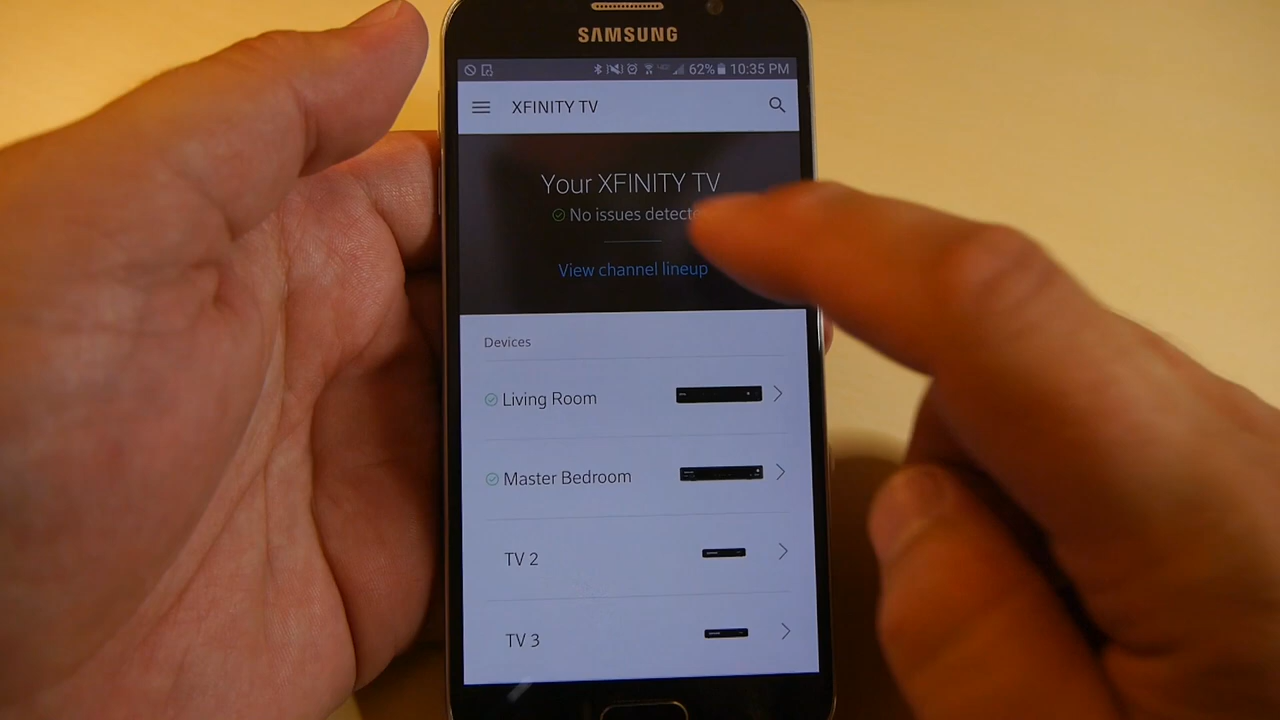 SAMSUNG
62% 10:35 PM
XFINITY TV
Your XFINITY TV
No issues
View channel lineup
Devices
Living Room
Master Bedroom
TV 2
TV 3